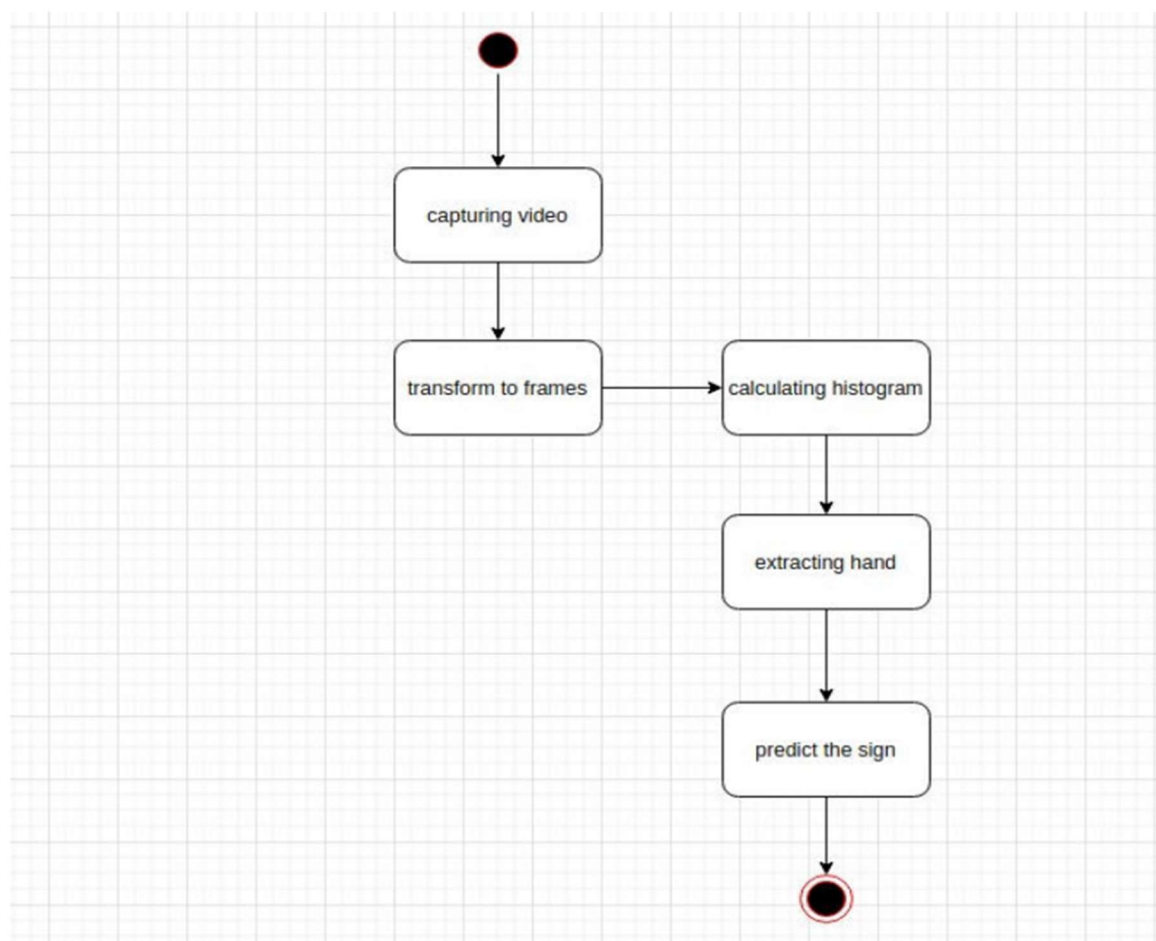 capturing video
transform to frames
calculating histogram
extracting hand
predict the sign